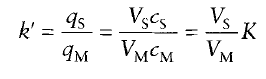 k′ = q_S / q_M = V_S c_S / V_M c_M = V_S / V_M K